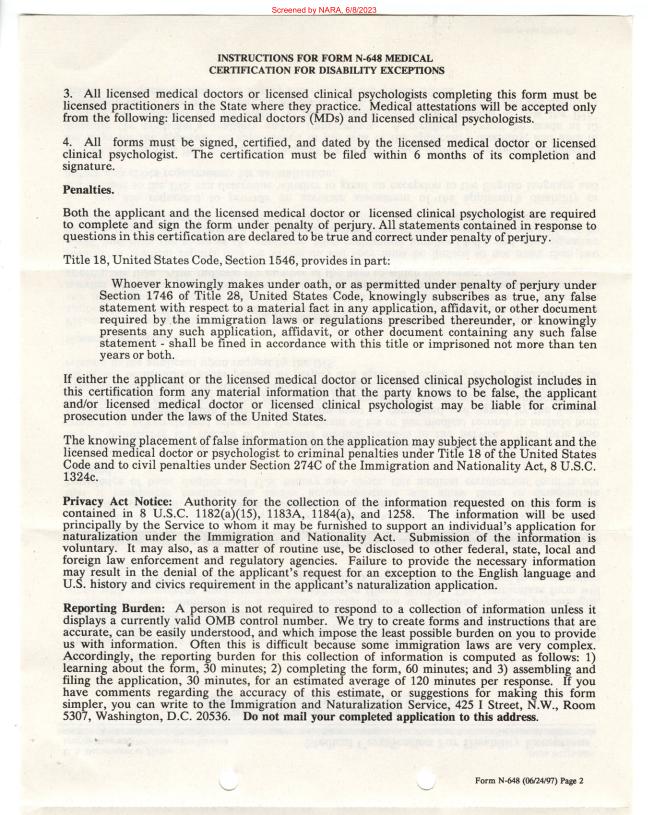 Screened by NARA, 6/8/2023
INSTRUCTIONS FOR FORM N-648 MEDICAL
CERTIFICATION FOR DISABILITY EXCEPTIONS
3. All licensed medical doctors or licensed clinical psychologists completing this form must be
licensed practitioners in the State where they practice. Medical attestations will be accepted only
from the following: licensed medical doctors (MDs) and licensed clinical psychologists.
4. All forms must be signed, certified, and dated by the licensed medical doctor or licensed
clinical psychologist. The certification must be filed within 6 months of its completion and
signature.
Penalties.
Both the applicant and the licensed medical doctor or licensed clinical psychologist are required
to complete and sign the form under penalty of perjury. All statements contained in response to
questions in this certification are declared to be true and correct under penalty of perjury.
Title 18, United States Code, Section 1546, provides in part:
Whoever knowingly makes under oath, or as permitted under penalty of perjury under
Section 1746 of Title 28, United States Code, knowingly subscribes as true, any false
statement with respect to a material fact in any application, affidavit, or other document
required by the immigration laws or regulations prescribed thereunder, or knowingly
presents any such application, affidavit, or other document containing any such false
statement - shall be fined in accordance with this title or imprisoned not more than ten
years or both.
If either the applicant or the licensed medical doctor or licensed clinical psychologist includes in
this certification form any material information that the party knows to be false, the applicant
and/or licensed medical doctor or licensed clinical psychologist may be liable for criminal
prosecution under the laws of the United States.
The knowing placement of false information on the application may subject the applicant and the
licensed medical doctor or psychologist to criminal penalties under Title 18 of the United States
Code and to civil penalties under Section 274C of the Immigration and Nationality Act, 8 U.S.C.
1324c.
Privacy Act Notice: Authority for the collection of the information requested on this form is
contained in 8 U.S.C. 1182(a)(15), 1183A, 1184(a), and 1258. The information will be used
principally by the Service to whom it may be furnished to support an individual's application for
naturalization under the Immigration and Nationality Act. Submission of the information is
voluntary. It may also, as a matter of routine use, be disclosed to other federal, state, local and
foreign law enforcement and regulatory agencies. Failure to provide the necessary information
may result in the denial of the applicant's request for an exception to the English language and
U.S. history and civics requirement in the applicant's naturalization application.
Reporting Burden: A person is not required to respond to a collection of information unless it
displays a currently valid OMB control number. We try to create forms and instructions that are
accurate, can be easily understood, and which impose the least possible burden on you to provide
us with information. Often this is difficult because some immigration laws are very complex.
Accordingly, the reporting burden for this collection of information is computed as follows: 1)
learning about the form, 30 minutes; 2) completing the form, 60 minutes; and 3) assembling and
filing the application, 30 minutes, for an estimated average of 120 minutes per response. If you
have comments regarding the accuracy of this estimate, or suggestions for making this form
simpler, you can write to the Immigration and Naturalization Service, 425 I Street, N.W., Room
5307, Washington, D.C. 20536. Do not mail your completed application to this address.
Form N-648 (06/24/97) Page 2